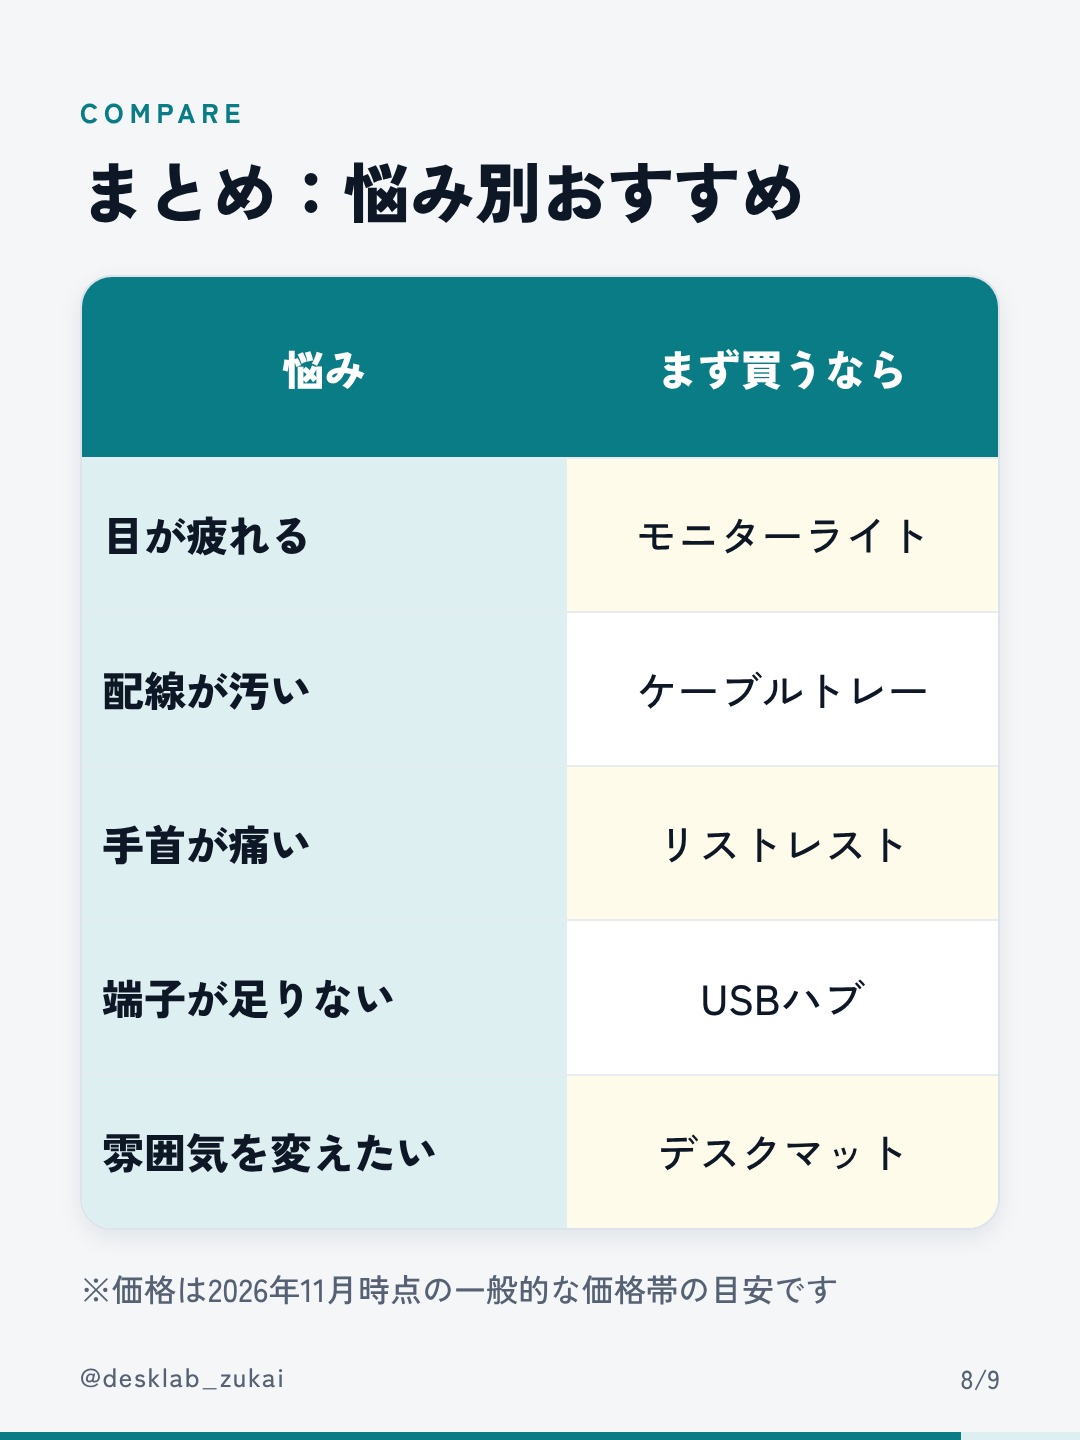 COMPARE
まとめ：悩み別おすすめ
悩み
まず買うなら
目が疲れる
モニターライト
配線が汚い
ケーブルトレー
手首が痛い
リストレスト
端子が足りない
USBハブ
雰囲気を変えたい
デスクマット
※価格は2026年11月時点の一般的な価格帯の目安です
@desklab_zukai
8/9